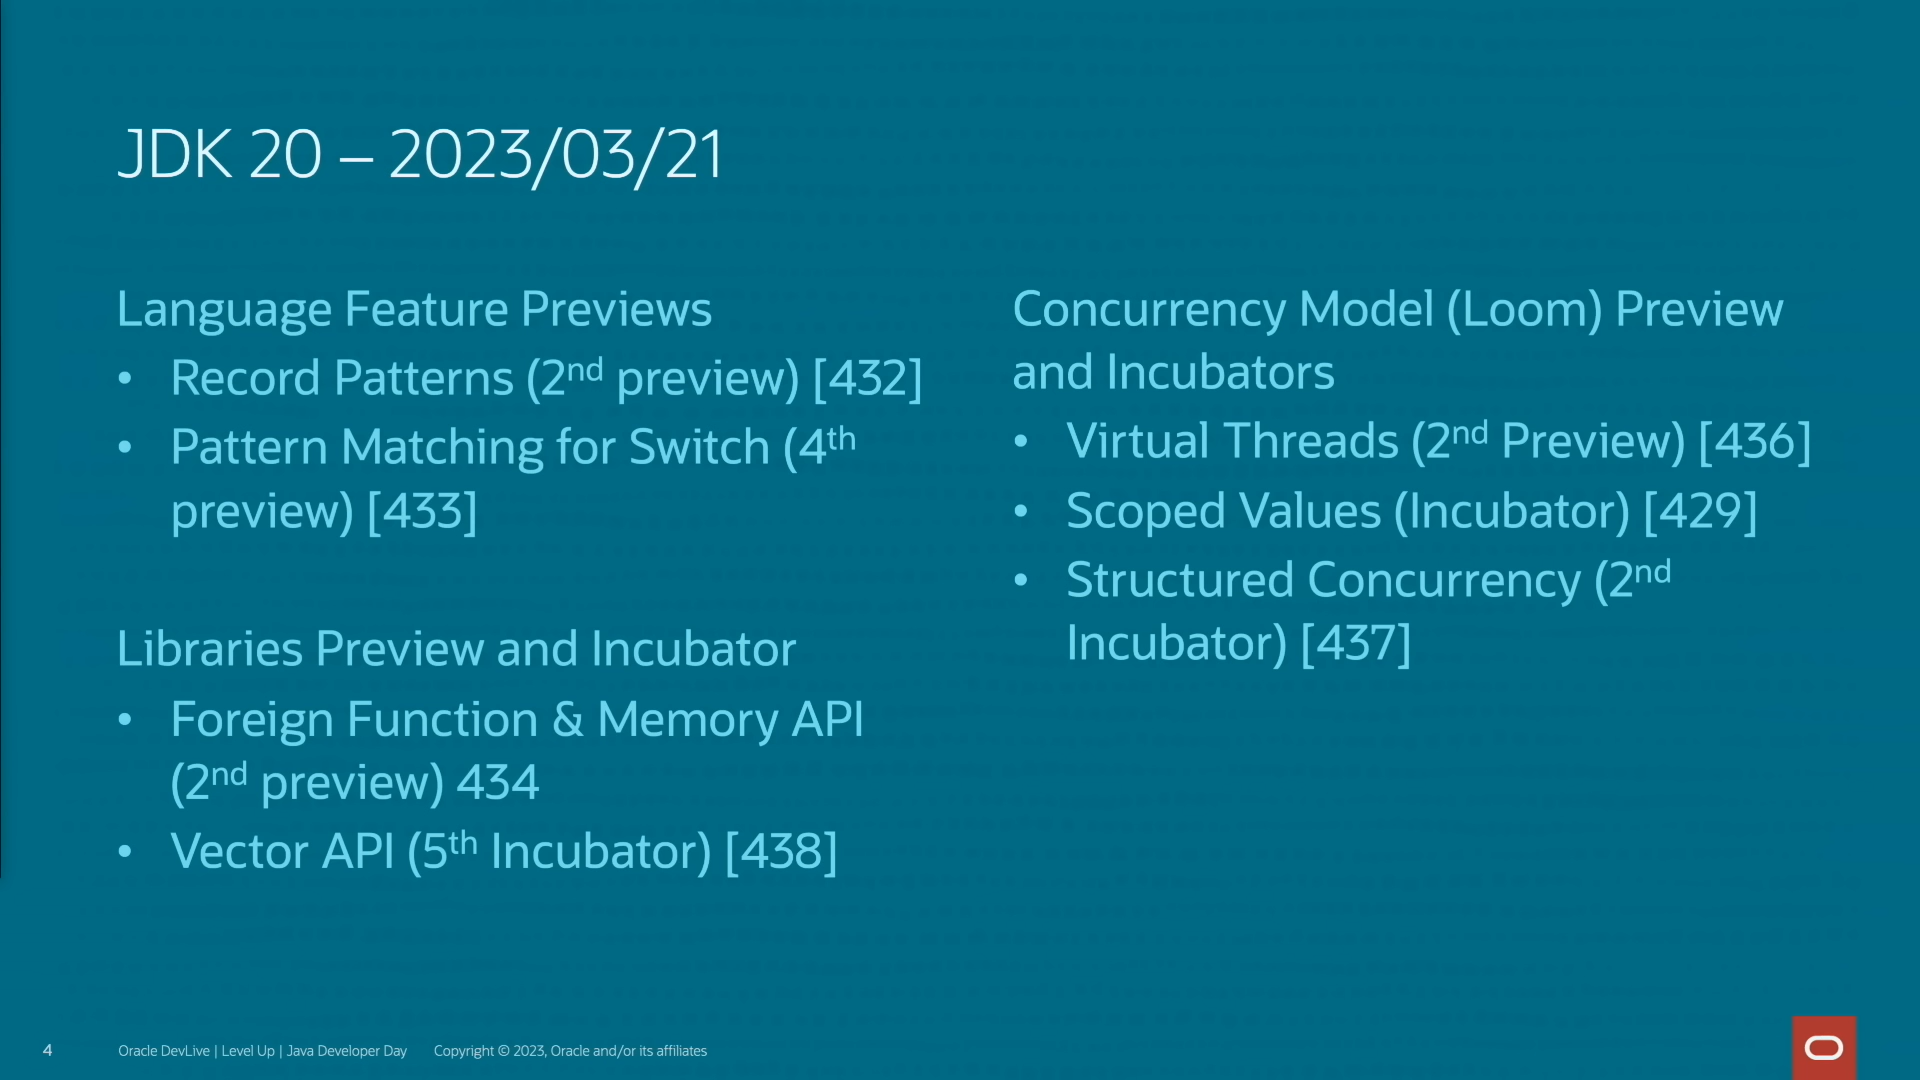 JDK 20 – 2023/03/21
Language Feature Previews
• Record Patterns (2nd preview) [432]
• Pattern Matching for Switch (4th
preview) [433]
Libraries Preview and Incubator
• Foreign Function & Memory API
(2nd preview) 434
• Vector API (5th Incubator) [438]
Concurrency Model (Loom) Preview
and Incubators
• Virtual Threads (2nd Preview) [436]
• Scoped Values (Incubator) [429]
• Structured Concurrency (2nd
Incubator) [437]
4 Oracle DevLive | Level Up | Java Developer Day Copyright © 2023, Oracle and/or its affiliates